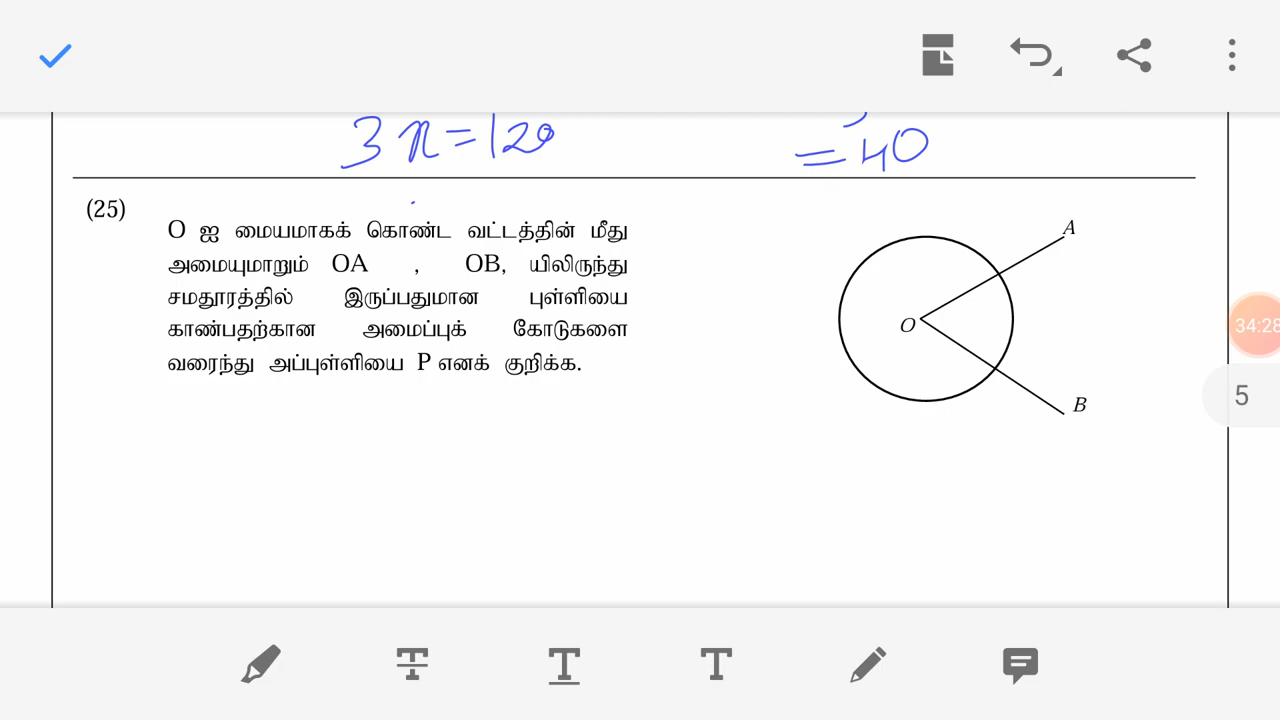 3x=120
=40
(25)
O ஐ மையமாகக் கொண்ட வட்டத்தின் மீது
அமையுமாறும் OA , OB, யிலிருந்து
சமதூரத்தில் இருப்பதுமான புள்ளியை
காண்பதற்கான அமைப்புக் கோடுகளை
வரைந்து அப்புள்ளியை P எனக் குறிக்க.
A
O
B
34:28
5
T
T
T